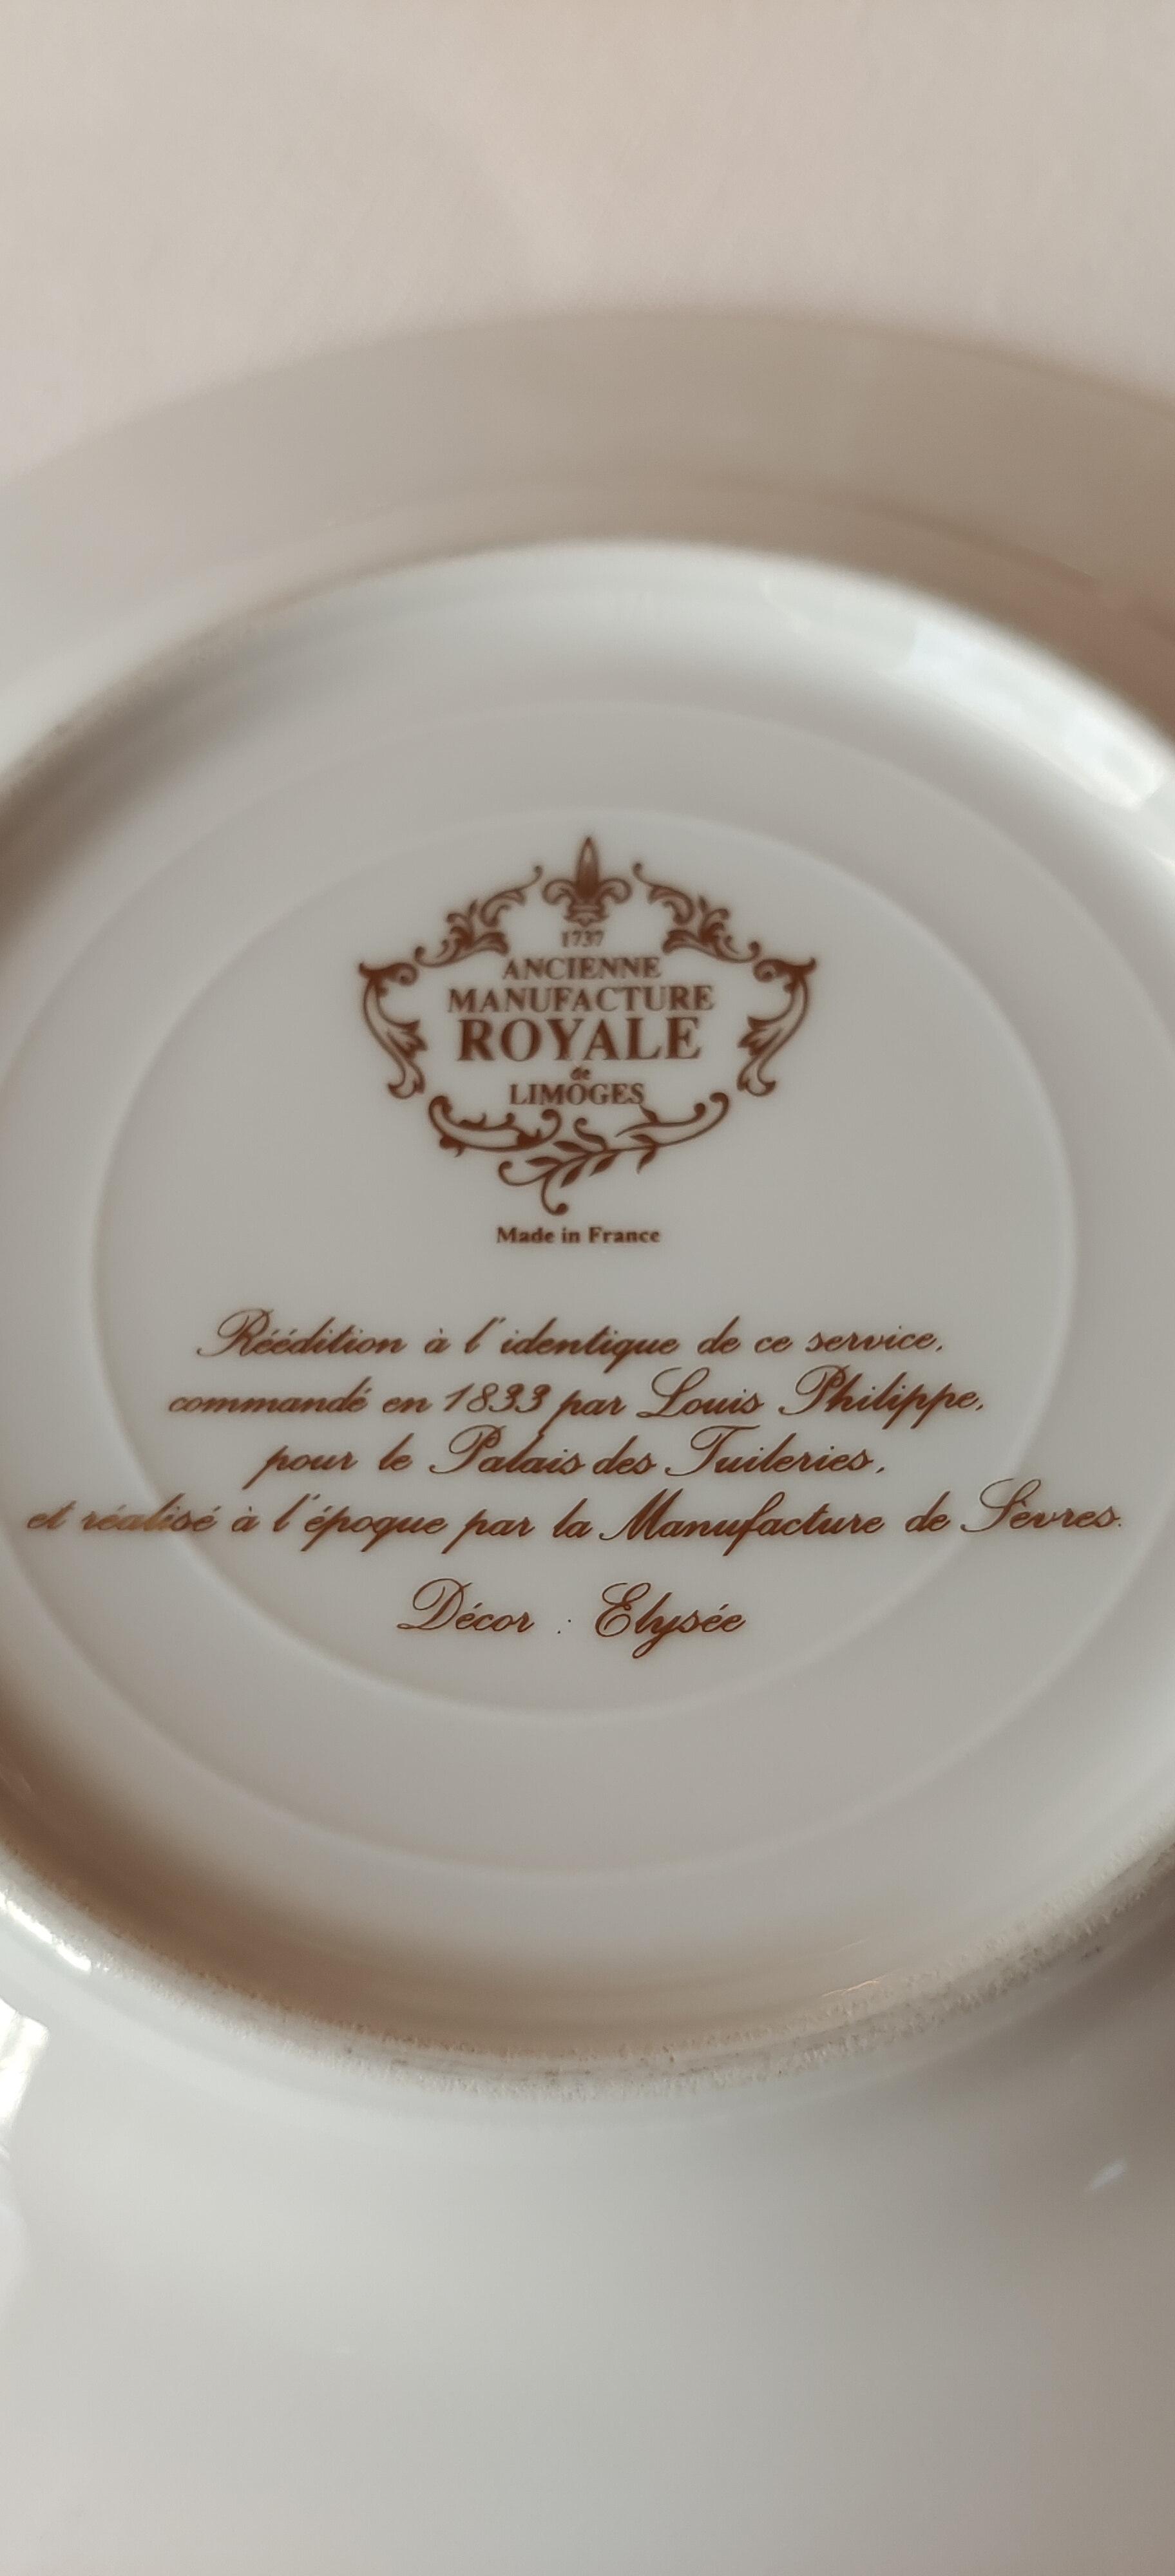 1737
ANCIENNE
MANUFACTURE
ROYALE
de
LIMOGES
Made in France
Réédition à l'identique de ce service,
commandé en 1833 par Louis Philippe,
pour le Palais des Tuileries,
et réalisé à l'époque par la Manufacture de Sèvres.
Décor : Elysée